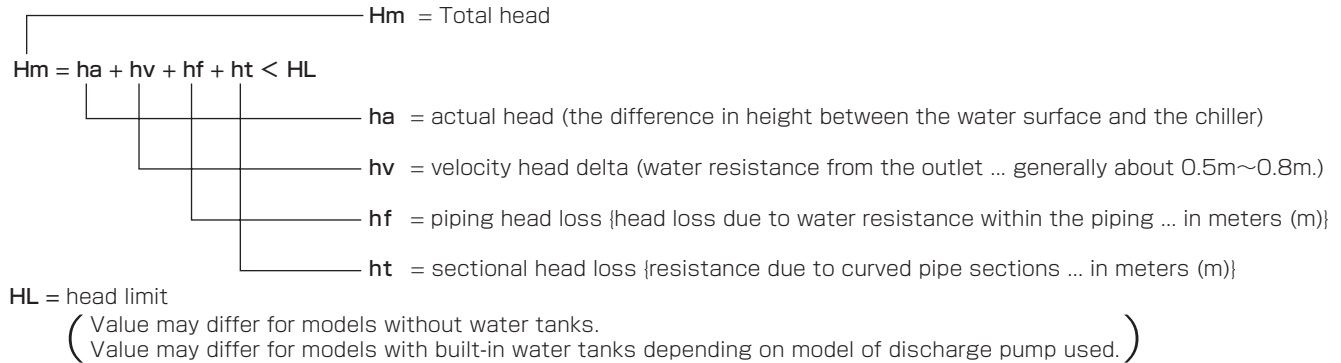 Hm = Total head
Hm = ha + hv + hf + ht < HL
ha = actual head (the difference in height between the water surface and the chiller)
hv = velocity head delta (water resistance from the outlet ... generally about 0.5m～0.8m.)
hf = piping head loss {head loss due to water resistance within the piping ... in meters (m)}
ht = sectional head loss {resistance due to curved pipe sections ... in meters (m)}
HL = head limit
(Value may differ for models without water tanks.
Value may differ for models with built-in water tanks depending on model of discharge pump used.)